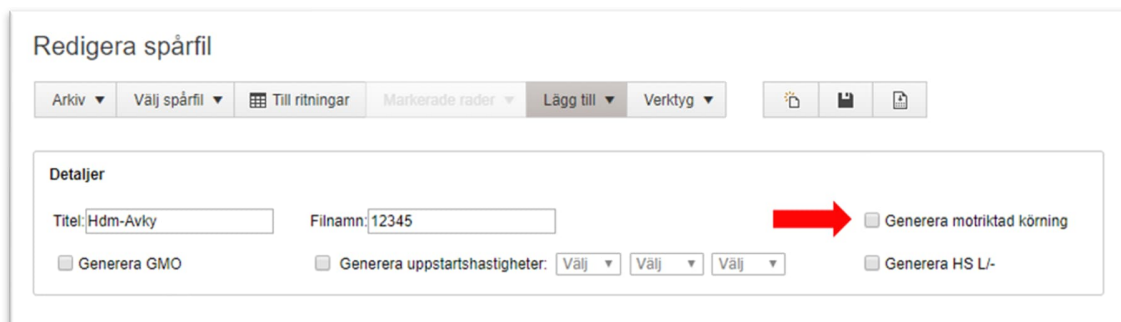 Redigera spårfil
Arkiv Välj spårfil Till ritningar Markerade rader Lägg till Verktyg
Detaljer
Titel: Hdm-Avky Filnamn: 12345 Generera motriktad körning
Generera GMO Generera uppstartshastigheter: Välj Välj Välj Generera HS L/-